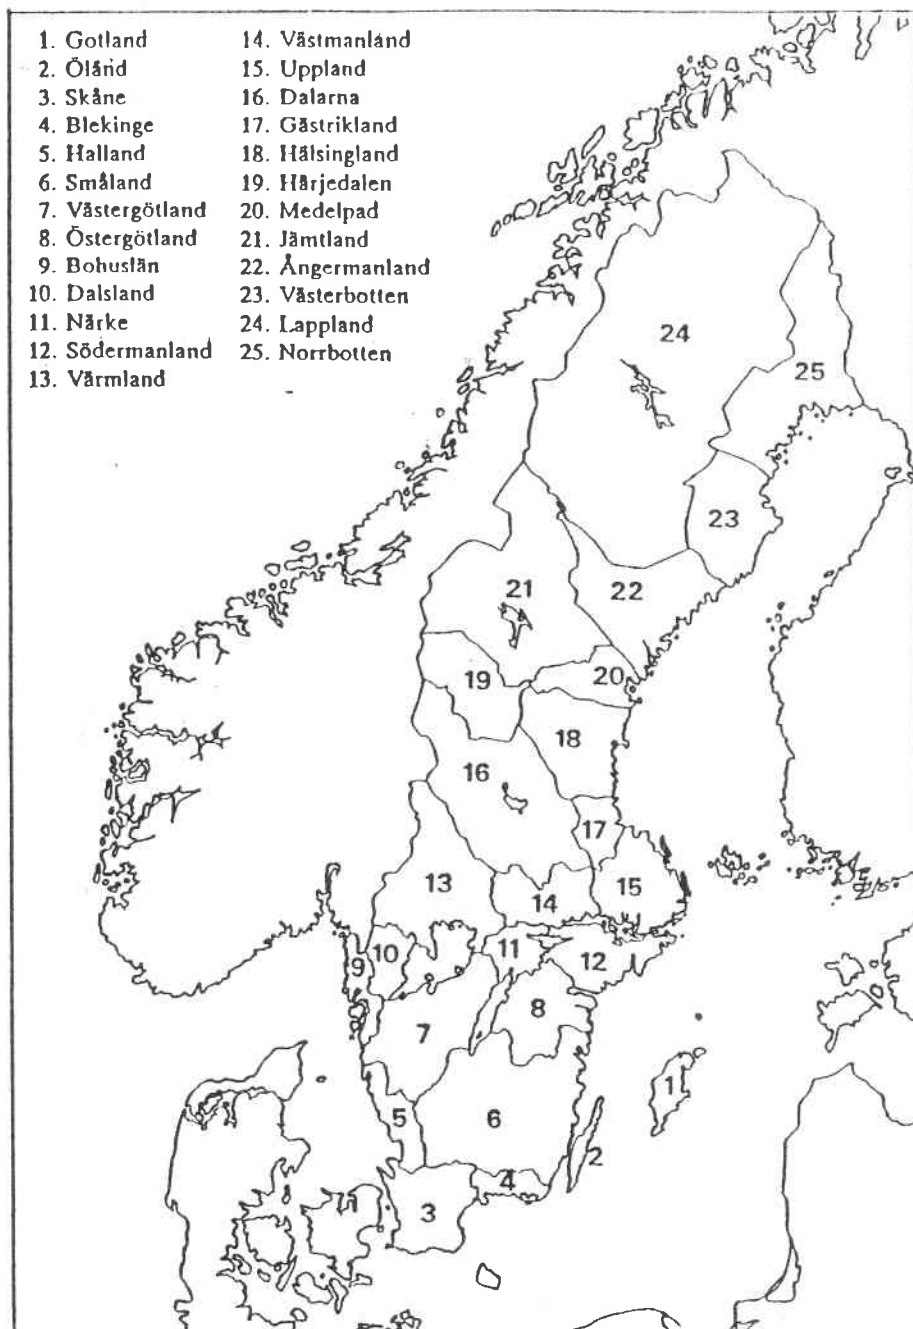 1. Gotland
2. Öland
3. Skåne
4. Blekinge
5. Halland
6. Småland
7. Västergötland
8. Östergötland
9. Bohuslän
10. Dalsland
11. Närke
12. Södermanland
13. Värmland
14. Västmanland
15. Uppland
16. Dalarna
17. Gästrikland
18. Hälsingland
19. Härjedalen
20. Medelpad
21. Jämtland
22. Ångermanland
23. Västerbotten
24. Lappland
25. Norrbotten
24
25
23
21
22
20
19
18
16
17
13
15
14
11
10
9
12
8
7
1
5
6
2
4
3